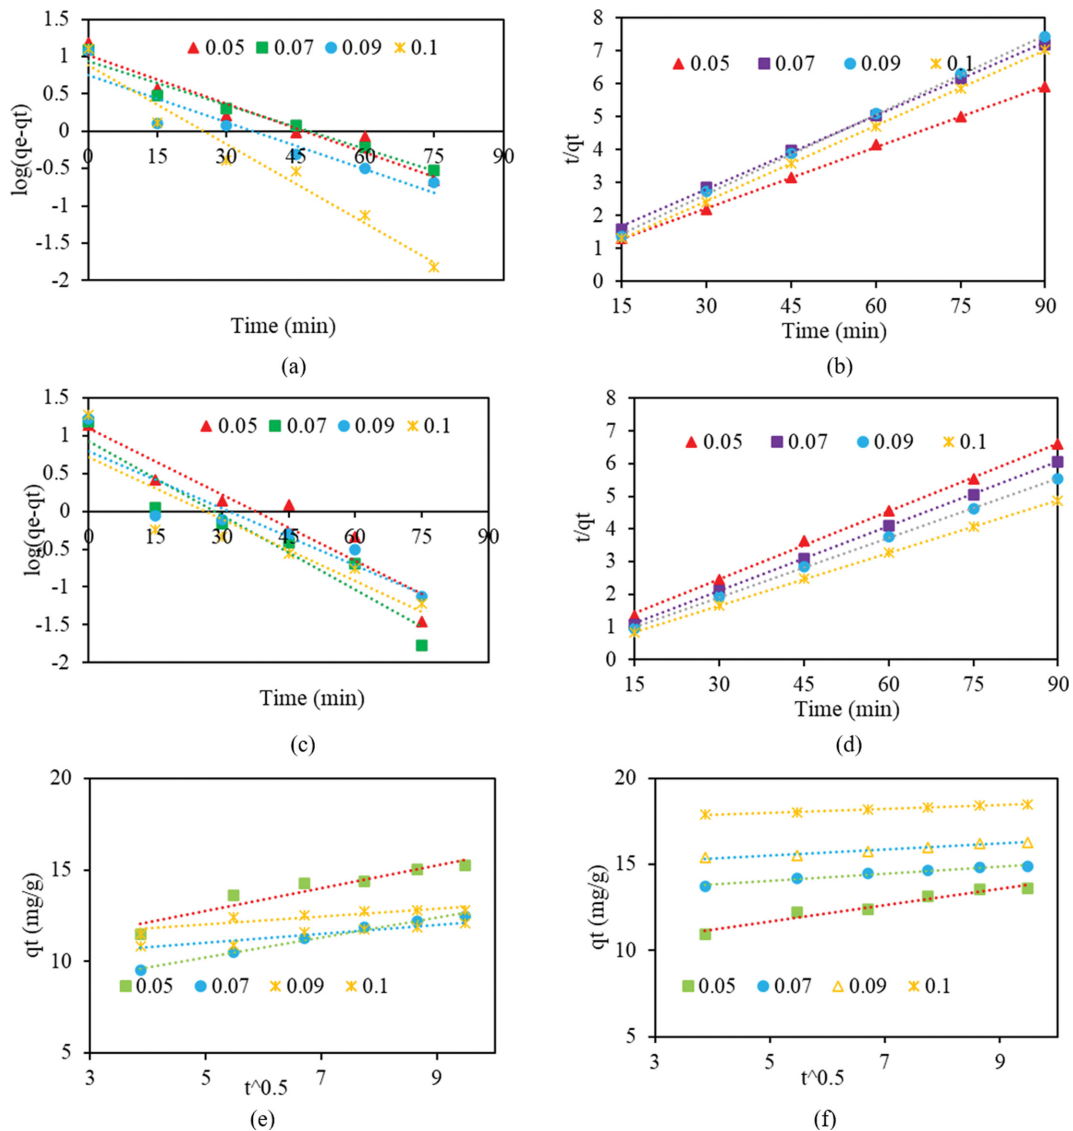 1.5
0.05 0.07 0.09 0.1
1
0.5
0
0 15 30 45 60 75 90
-0.5
-1
-1.5
-2
log(qe-qt)
Time (min)
(a)
8
0.05 0.07 0.09 0.1
7
6
5
4
3
2
1
0
15 30 45 60 75 90
t/qt
Time (min)
(b)
1.5
0.05 0.07 0.09 0.1
1
0.5
0
0 15 30 45 60 75 90
-0.5
-1
-1.5
-2
log(qe-qt)
Time (min)
(c)
8
0.05 0.07 0.09 0.1
7
6
5
4
3
2
1
0
15 30 45 60 75 90
t/qt
Time (min)
(d)
20
15
10
0.05 0.07 0.09 0.1
5
3 5 7 9
qt (mg/g)
t^0.5
(e)
20
15
10
0.05 0.07 0.09 0.1
5
3 5 7 9
qt (mg/g)
t^0.5
(f)